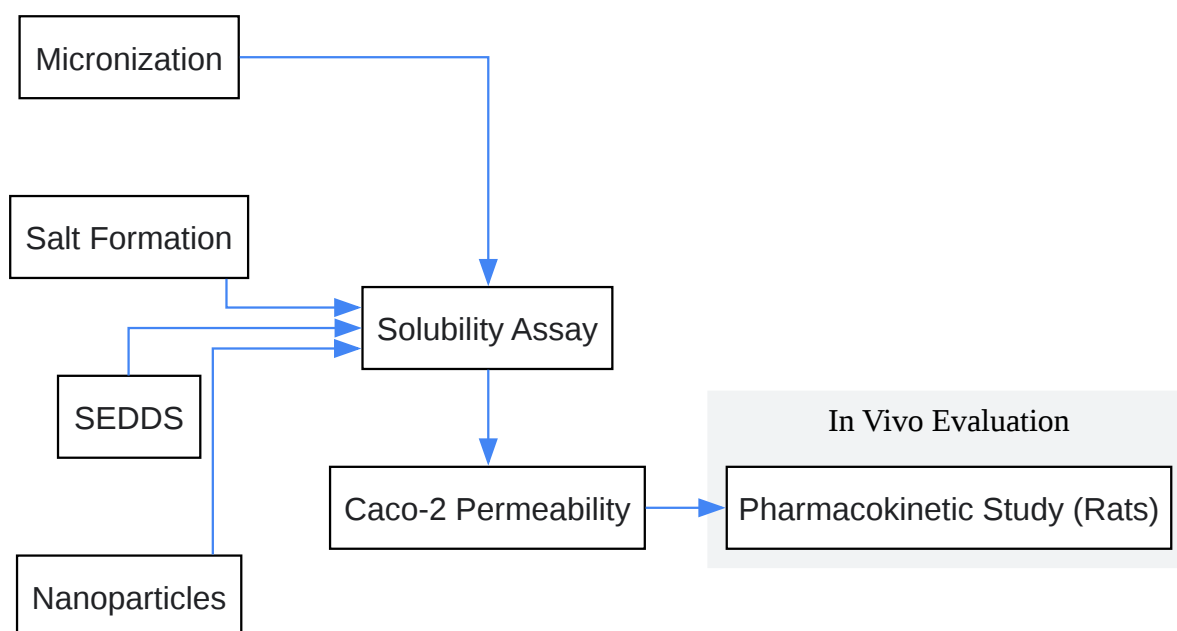 Micronization
Salt Formation
Solubility Assay
SEDDS
In Vivo Evaluation
Caco-2 Permeability
Pharmacokinetic Study (Rats)
Nanoparticles